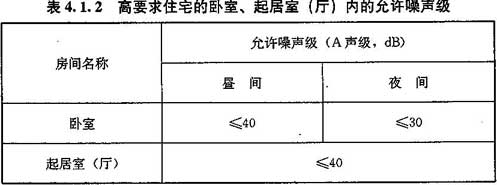 表4.1.2 高要求住宅的卧室、起居室（厅）内的允许噪声级
房间名称
允许噪声级（A声级，dB）
昼 间
夜 间
卧室
≤40
≤30
起居室（厅）
≤40